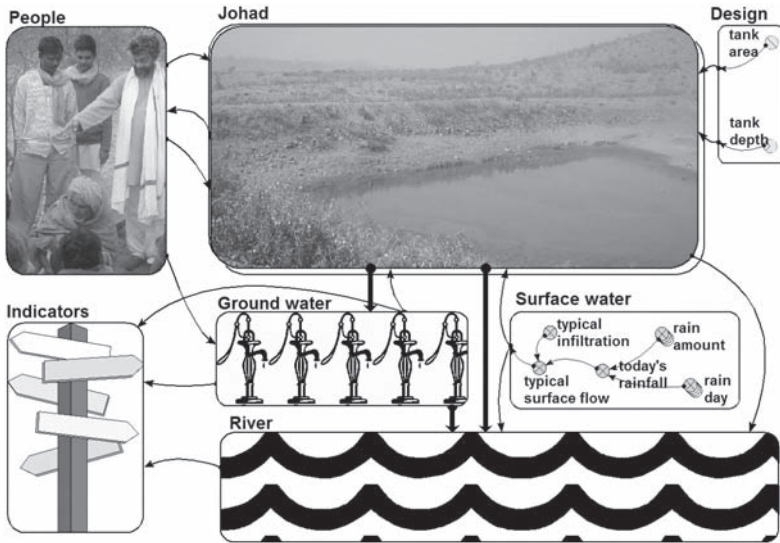 People
Johad
Design
tank
area
tank
depth
Indicators
Ground water
Surface water
typical
infiltration
rain
amount
today's
rainfall
typical
surface flow
rain
day
River